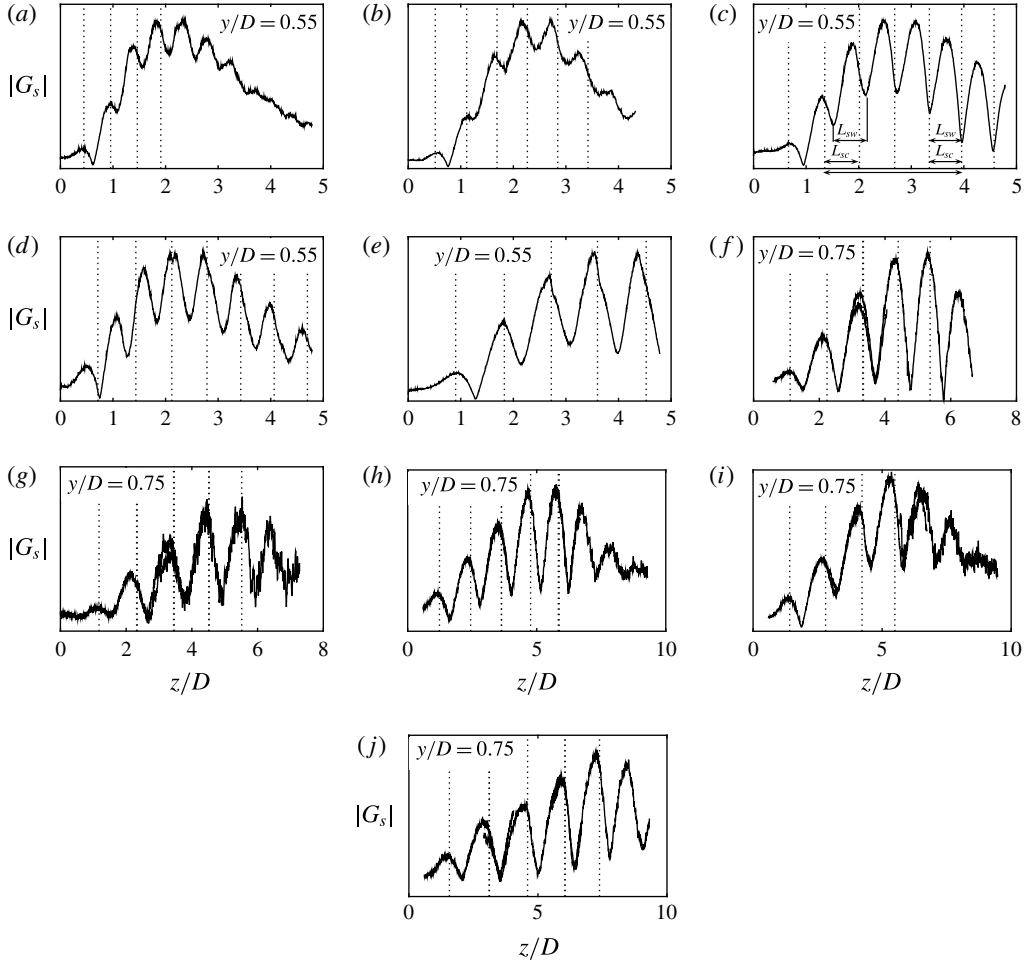 (a) y/D = 0.55 (b) y/D = 0.55 (c) y/D = 0.55
|G_s|
L_sw L_sw
L_sc L_sc
0 1 2 3 4 5 0 1 2 3 4 5 0 1 2 3 4 5
(d) y/D = 0.55 (e) y/D = 0.55 (f) y/D = 0.75
|G_s|
0 1 2 3 4 5 0 1 2 3 4 5 0 2 4 6 8
(g) y/D = 0.75 (h) y/D = 0.75 (i) y/D = 0.75
|G_s|
0 2 4 6 8 0 5 10 0 5 10
z/D z/D z/D
(j) y/D = 0.75
|G_s|
0 5 10
z/D